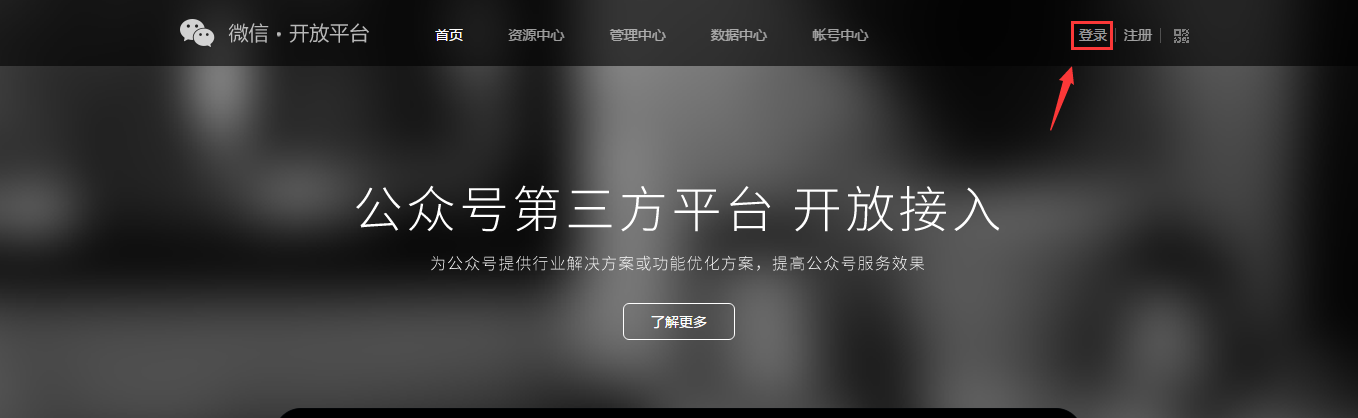 微信·开放平台 首页 资源中心 管理中心 数据中心 帐号中心 登录 | 注册 |
公众号第三方平台 开放接入
为公众号提供行业解决方案或功能优化方案，提高公众号服务效果
了解更多